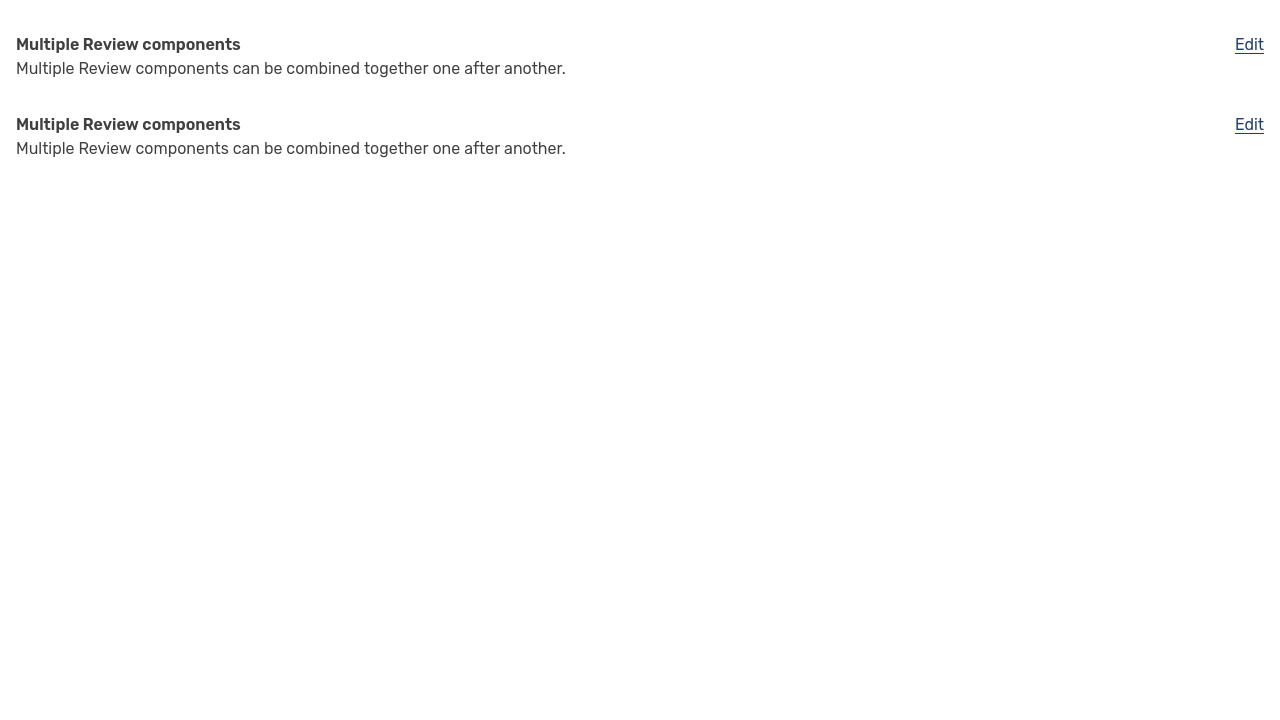 Multiple Review components
Edit
Multiple Review components can be combined together one after another.
Multiple Review components
Edit
Multiple Review components can be combined together one after another.